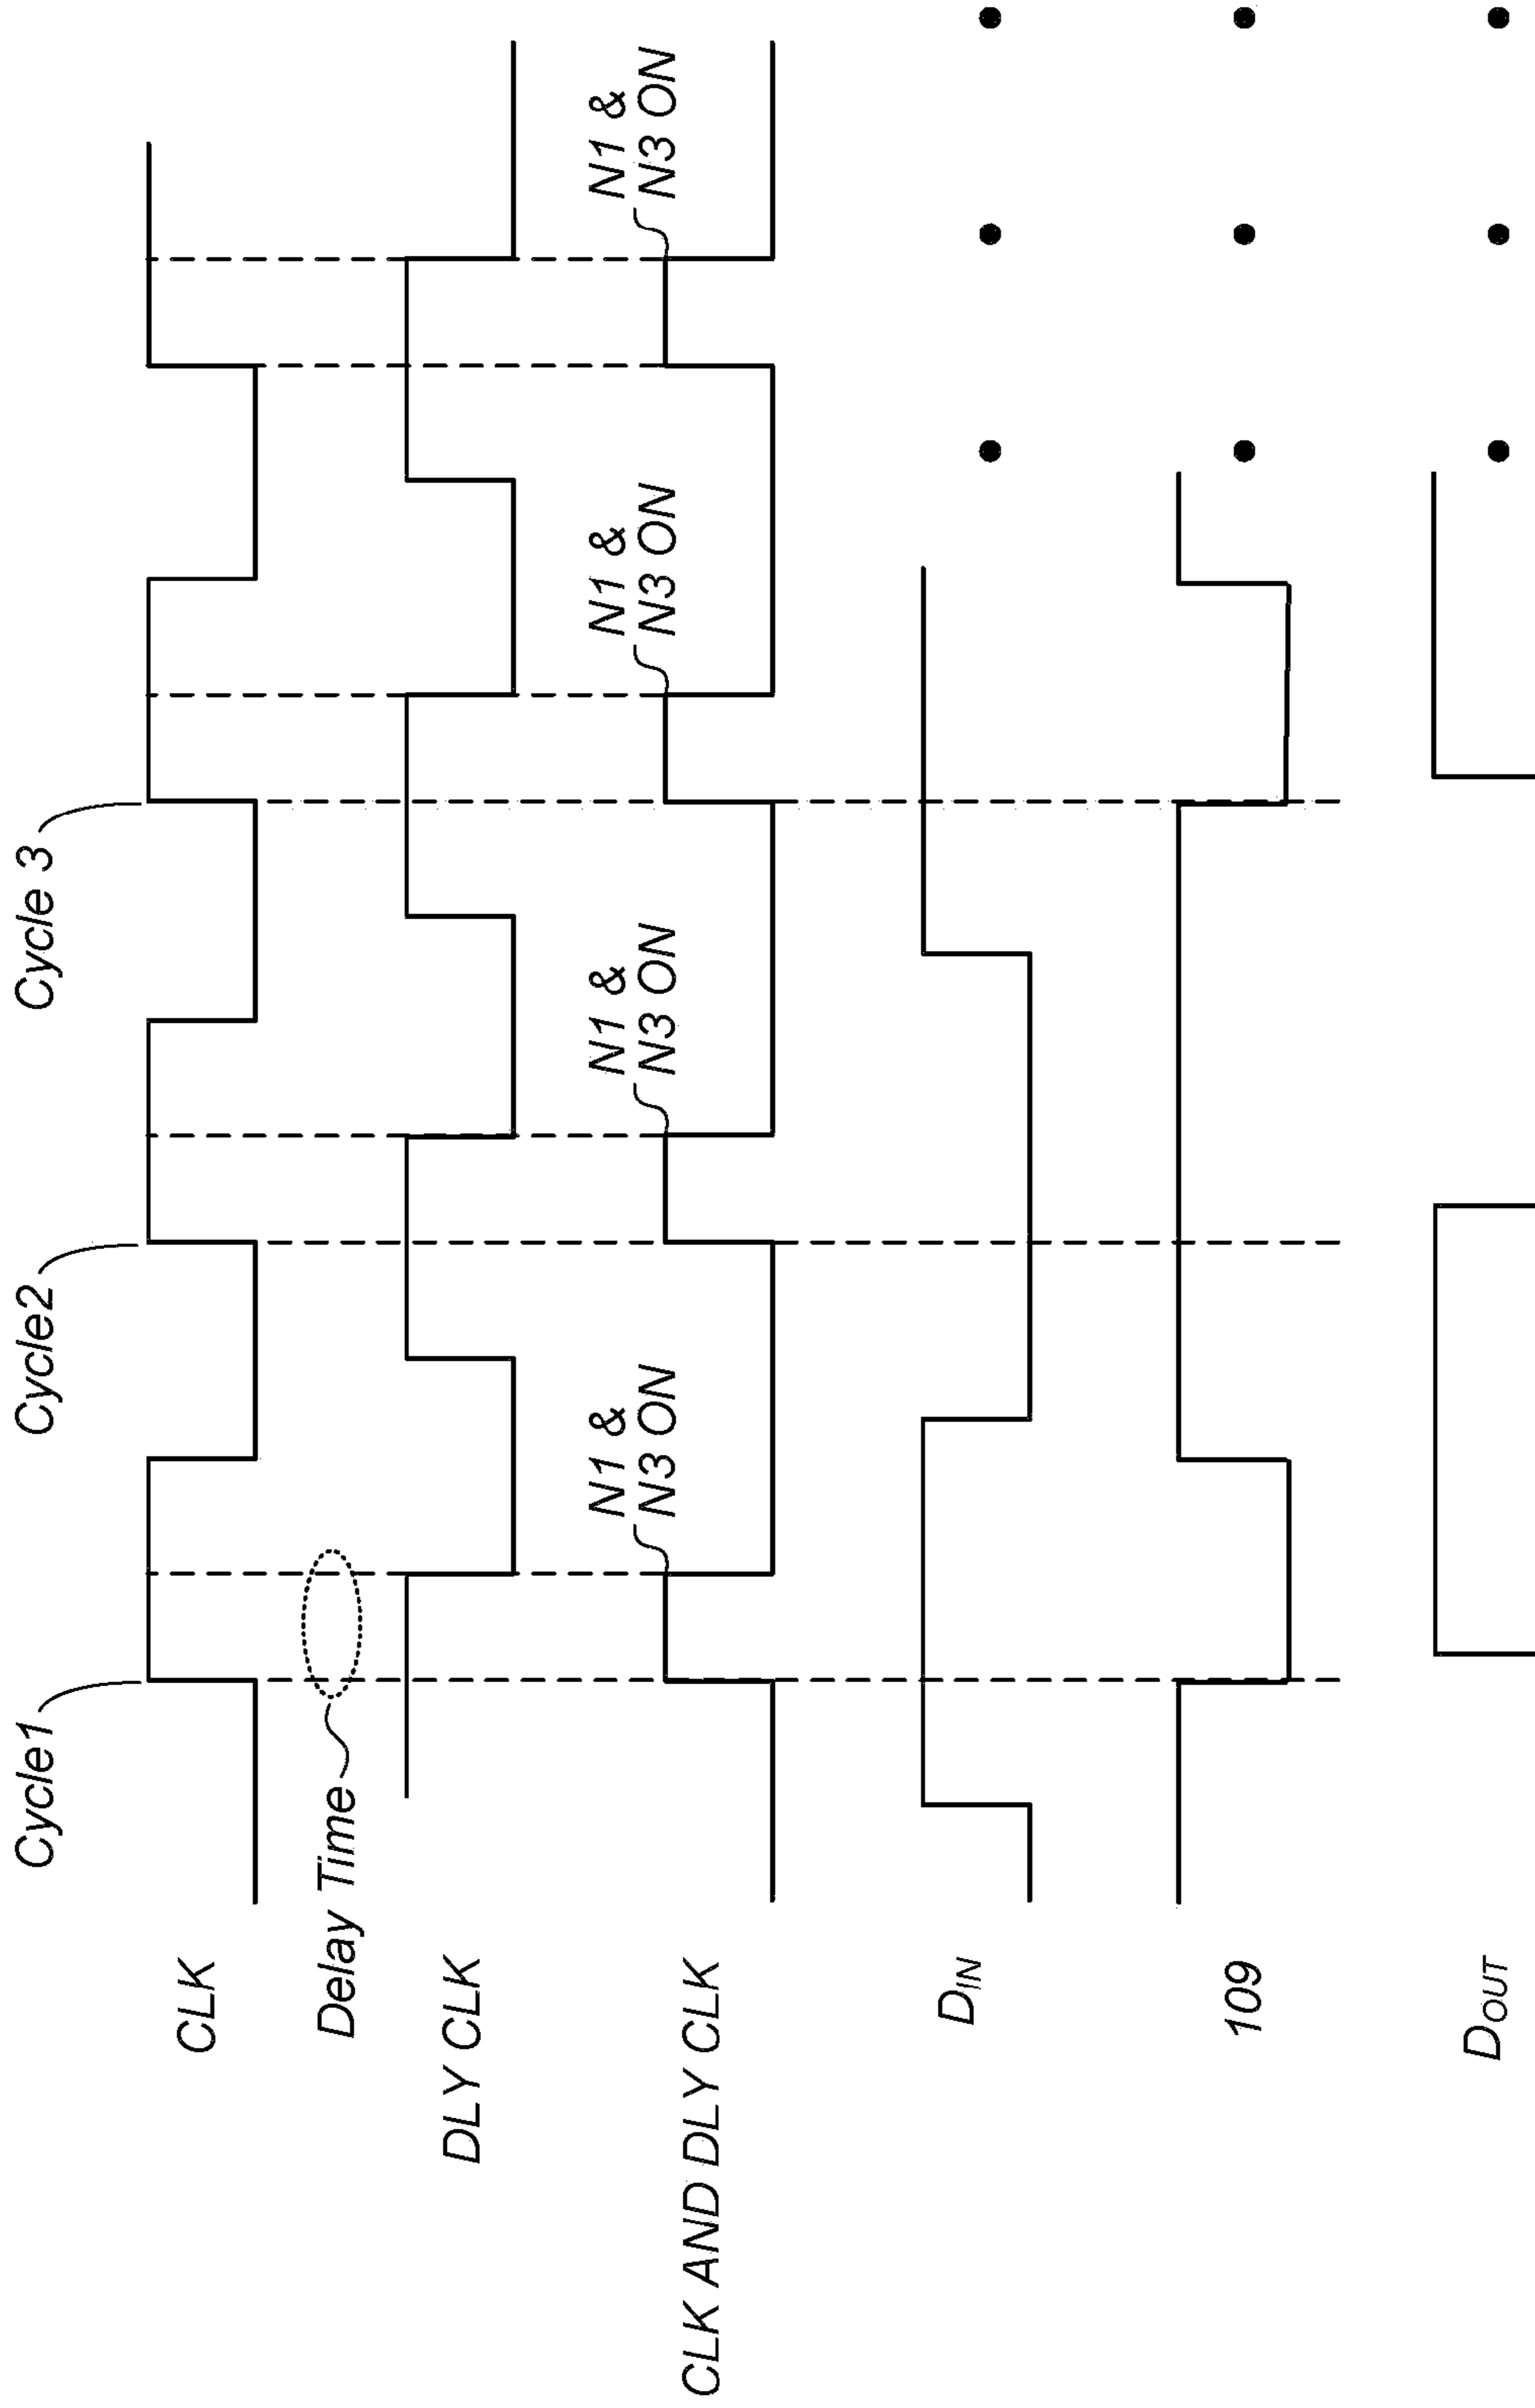 Cycle1
Cycle2
Cycle 3
CLK
Delay Time
DLY CLK
N1 &
N3 ON
N1 &
N3 ON
N1 &
N3 ON
N1 &
N3 ON
CLK AND DLY CLK
DIN
109
DOUT